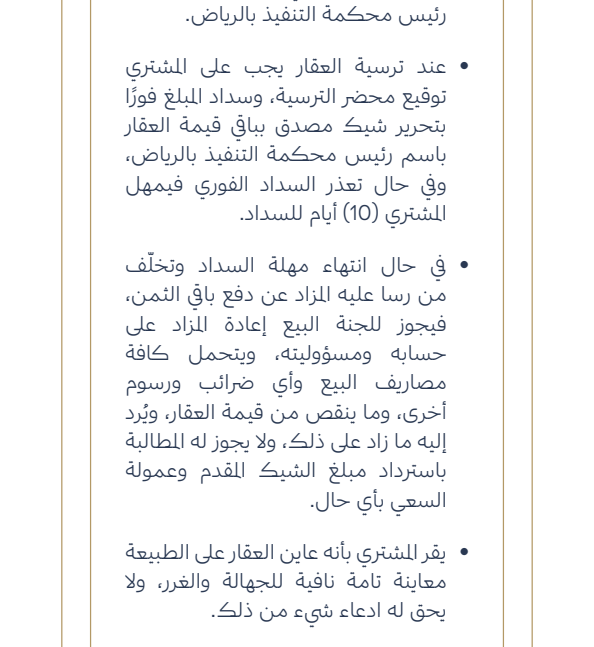 رئيس محكمة التنفيذ بالرياض.
• عند ترسية العقار يجب على المشتري
توقيع محضر الترسية، وسداد المبلغ فورًا
بتحرير شيك مصدق بباقي قيمة العقار
باسم رئيس محكمة التنفيذ بالرياض،
وفي حال تعذر السداد الفوري فيمهل
المشتري (10) أيام للسداد.
• في حال انتهاء مهلة السداد وتخلّف
من رسا عليه المزاد عن دفع باقي الثمن،
فيجوز للجنة البيع إعادة المزاد على
حسابه ومسؤوليته، ويتحمل كافة
مصاريف البيع وأي ضرائب ورسوم
أخرى، وما ينقص من قيمة العقار، ويُرد
إليه ما زاد على ذلك، ولا يجوز له المطالبة
باسترداد مبلغ الشيك المقدم وعمولة
السعي بأي حال.
• يقر المشتري بأنه عاين العقار على الطبيعة
معاينة تامة نافية للجهالة والغرر، ولا
يحق له ادعاء شيء من ذلك.